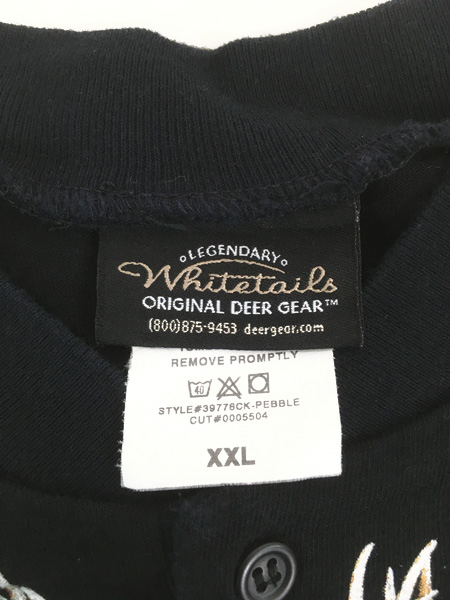 LEGENDARY
Whitetails
ORIGINAL DEER GEAR™
(800)875-9453 deergear.com
REMOVE PROMPTLY
40
STYLE#39776CK-PEBBLE
CUT#0005504
XXL